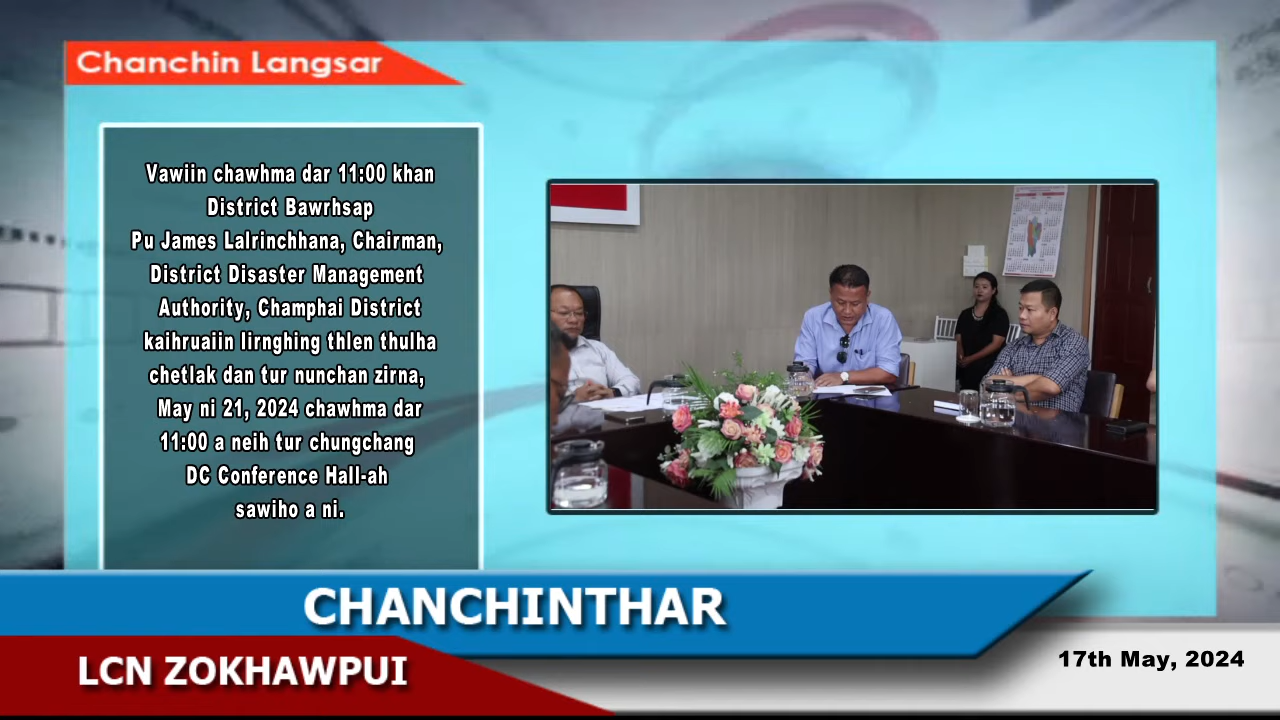 Chanchin Langsar
Vawiin chawhma dar 11:00 khan
District Bawrhsap
Pu James Lalrinchhana, Chairman,
District Disaster Management
Authority, Champhai District
kaihruaiin lirnghing thlen thulha
chetlak dan tur nunchan zirna,
May ni 21, 2024 chawhma dar
11:00 a neih tur chungchang
DC Conference Hall-ah
sawiho a ni.
CHANCHINTHAR
LCN ZOKHAWPUI
17th May, 2024